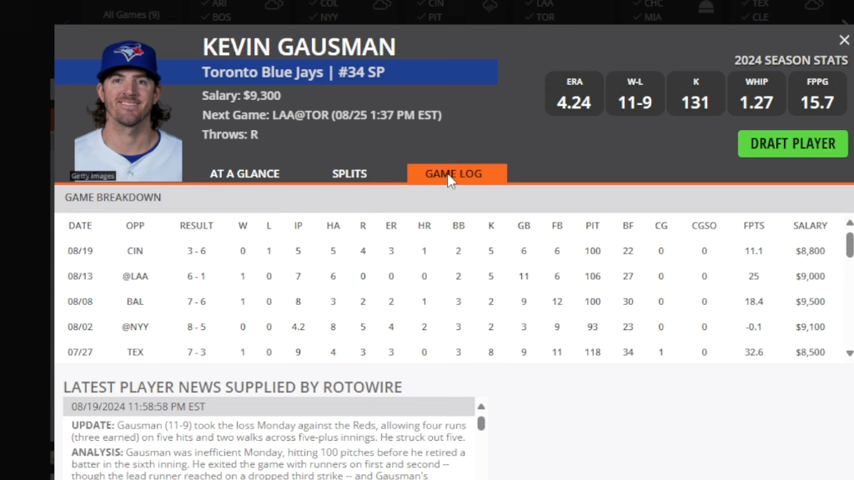 All Games (9)
ARI
BOS
COL
NYY
CIN
PIT
LAA
TOR
CHC
MIA
TEX
CLE
KEVIN GAUSMAN
Toronto Blue Jays | #34 SP
Salary: $9,300
Next Game: LAA@TOR (08/25 1:37 PM EST)
Throws: R
Getty Images
2024 SEASON STATS
ERA W-L K WHIP FPPG
4.24 11-9 131 1.27 15.7
DRAFT PLAYER
AT A GLANCE SPLITS GAME LOG
GAME BREAKDOWN
DATE OPP RESULT W L IP HA R ER HR BB K GB FB PIT BF CG CGSO FPTS SALARY
08/19 CIN 3 - 6 0 1 5 5 4 3 1 2 5 6 6 100 22 0 0 11.1 $8,800
08/13 @LAA 6 - 1 1 0 7 6 0 0 0 2 5 11 6 106 27 0 0 25 $9,000
08/08 BAL 7 - 6 1 0 8 3 2 2 1 3 2 9 12 100 30 0 0 18.4 $9,500
08/02 @NYY 8 - 5 0 0 4.2 8 5 4 2 3 2 3 9 93 23 0 0 -0.1 $9,100
07/27 TEX 7 - 3 1 0 9 4 3 3 0 3 8 9 11 118 34 1 0 32.6 $8,500
LATEST PLAYER NEWS SUPPLIED BY ROTOWIRE
08/19/2024 11:58:58 PM EST
UPDATE: Gausman (11-9) took the loss Monday against the Reds, allowing four runs
(three earned) on five hits and two walks across five-plus innings. He struck out five.
ANALYSIS: Gausman was inefficient Monday, hitting 100 pitches before he retired a
batter in the sixth inning. He exited the game with runners on first and second --
though the lead runner reached on a dropped third strike -- and Gausman's